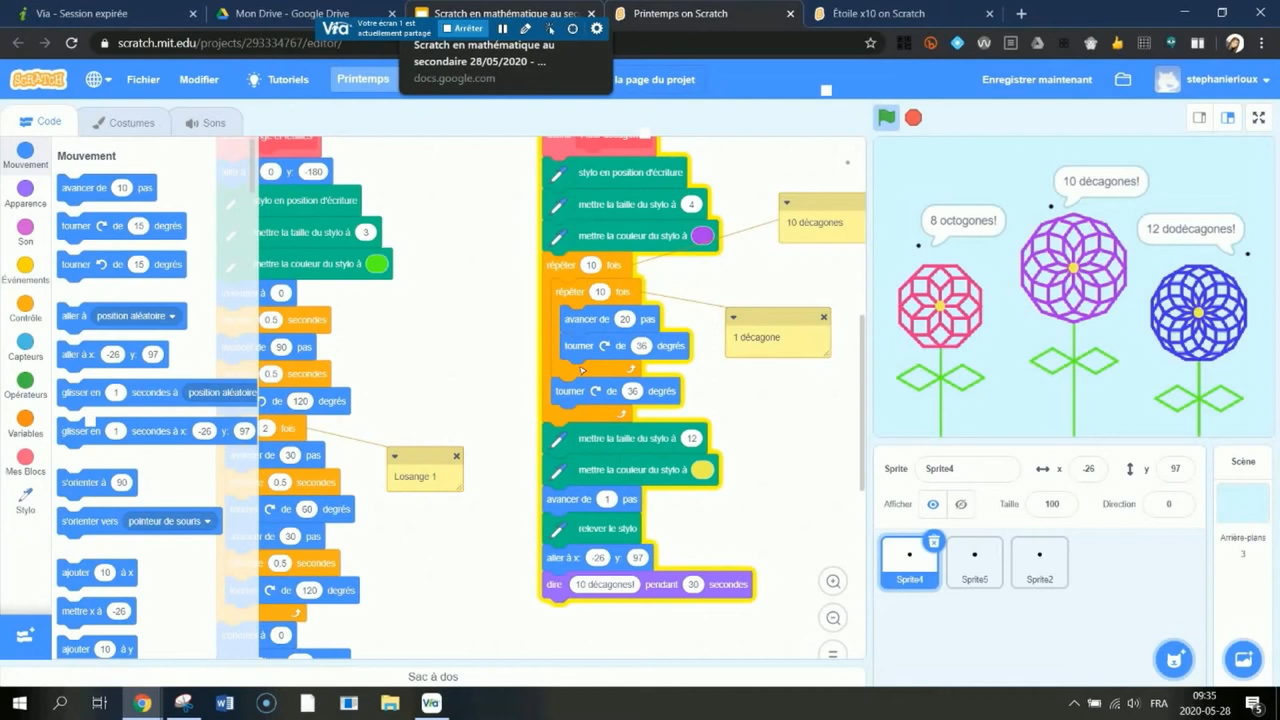 Via - Session expirée
Mon Drive - Google Drive
Scratch en mathématique au sec
Printemps on Scratch
Étoile x10 on Scratch
Via
Votre écran 1 est
actuellement partagé
Arrêter
scratch.mit.edu/projects/293334767/editor/
Scratch en mathématique au
secondaire 28/05/2020 - ...
docs.google.com
SCRATCH
Fichier
Modifier
Tutoriels
Printemps
la page du projet
Enregistrer maintenant
stephanierioux
Code
Costumes
Sons
Mouvement
Apparence
Son
Événements
Contrôle
Capteurs
Opérateurs
Variables
Mes Blocs
Stylo
Mouvement
avancer de 10 pas
tourner de 15 degrés
tourner de 15 degrés
aller à position aléatoire
aller à x: -26 y: 97
glisser en 1 secondes à position aléatoire
glisser en 1 secondes à x: -26 y: 97
s'orienter à 90
s'orienter vers pointeur de souris
ajouter 10 à x
mettre x à -26
ajouter 10 à y
0 y: -180
stylo en position d'écriture
mettre la taille du stylo à 3
mettre la couleur du stylo à
0
0.5 secondes
90 pas
0.5 secondes
de 120 degrés
2 fois
30 pas
0.5 secondes
de 60 degrés
30 pas
0.5 secondes
de 120 degrés
0
Losange 1
stylo en position d'écriture
mettre la taille du stylo à 4
mettre la couleur du stylo à
répéter 10 fois
répéter 10 fois
avancer de 20 pas
tourner de 36 degrés
tourner de 36 degrés
mettre la taille du stylo à 12
mettre la couleur du stylo à
avancer de 1 pas
relever le stylo
aller à x: -26 y: 97
dire 10 décagones! pendant 30 secondes
10 décagones
1 décagone
10 décagones!
8 octogones!
12 dodécagones!
Sprite Sprite4 x -26 y 97
Afficher Taille 100 Direction 0
Sprite4
Sprite5
Sprite2
Scène
Arrière-plans
3
Sac à dos
FRA
09:35
2020-05-28
5